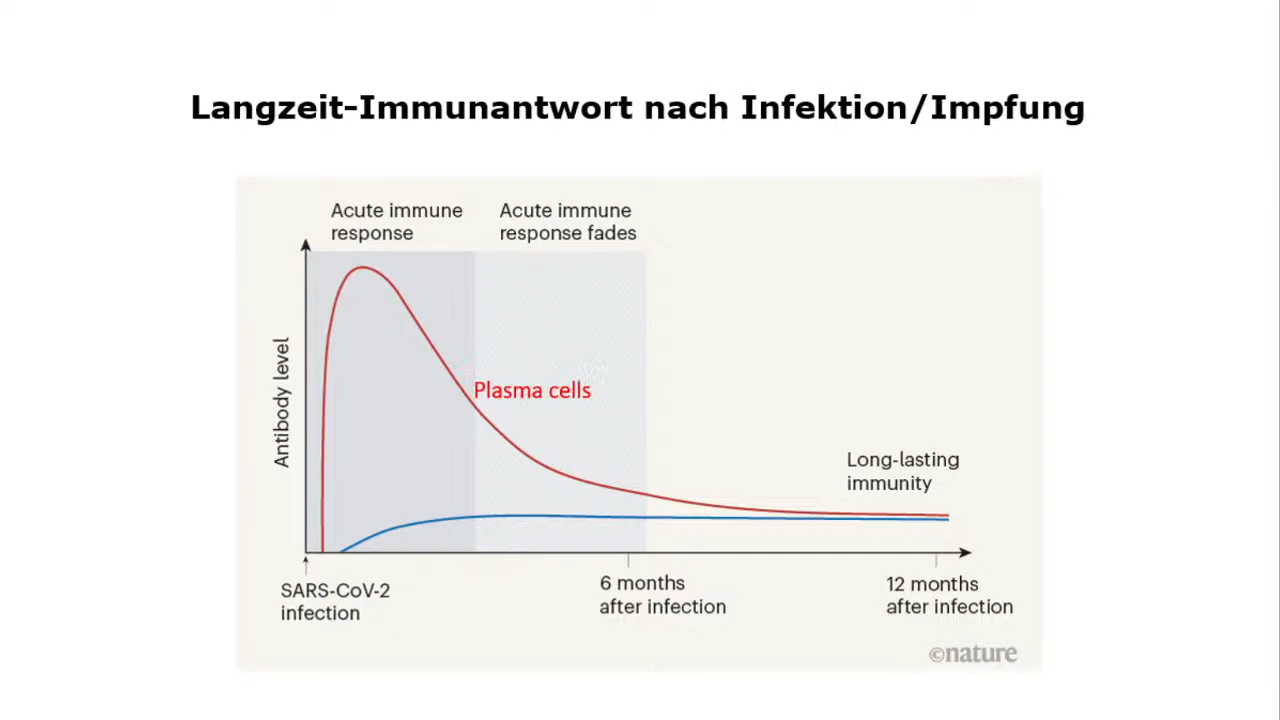 Langzeit-Immunantwort nach Infektion/Impfung
Acute immune
response
Acute immune
response fades
Antibody level
Plasma cells
Long-lasting
immunity
SARS-CoV-2
infection
6 months
after infection
12 months
after infection
©nature